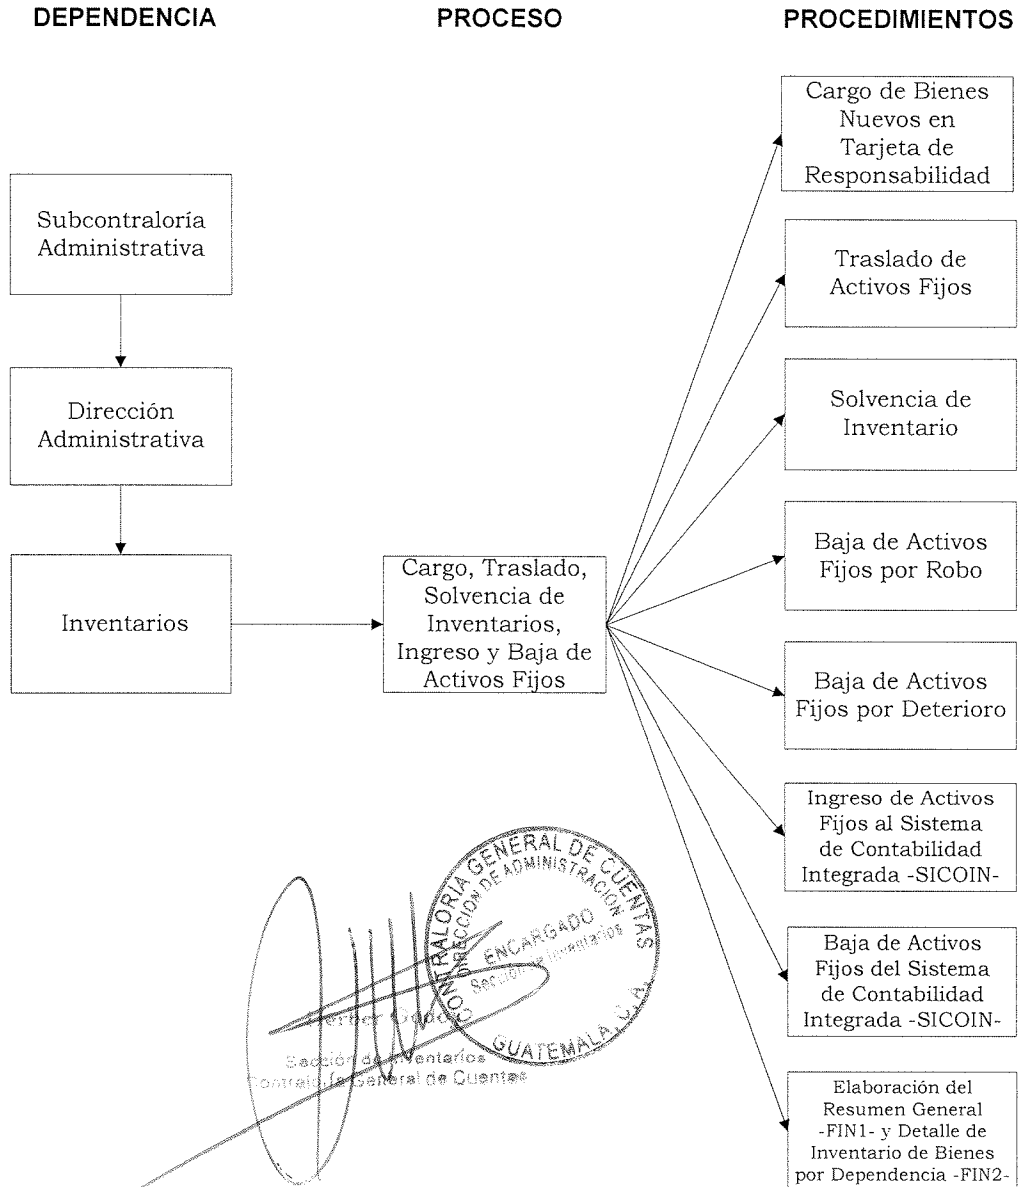 DEPENDENCIA
PROCESO
PROCEDIMIENTOS
Subcontraloría
Administrativa
Dirección
Administrativa
Inventarios
Cargo, Traslado,
Solvencia de
Inventarios,
Ingreso y Baja de
Activos Fijos
Cargo de Bienes
Nuevos en
Tarjeta de
Responsabilidad
Traslado de
Activos Fijos
Solvencia de
Inventario
Baja de Activos
Fijos por Robo
Baja de Activos
Fijos por Deterioro
Ingreso de Activos
Fijos al Sistema
de Contabilidad
Integrada -SICOIN-
Baja de Activos
Fijos del Sistema
de Contabilidad
Integrada -SICOIN-
Elaboración del
Resumen General
-FIN1- y Detalle de
Inventario de Bienes
por Dependencia -FIN2-
CONTRALORIA GENERAL DE CUENTAS
DIRECCION DE ADMINISTRACION
ENCARGADO
Sección de Inventarios
GUATEMALA, C. A.
Sección de Inventarios
Contraloría General de Cuentas